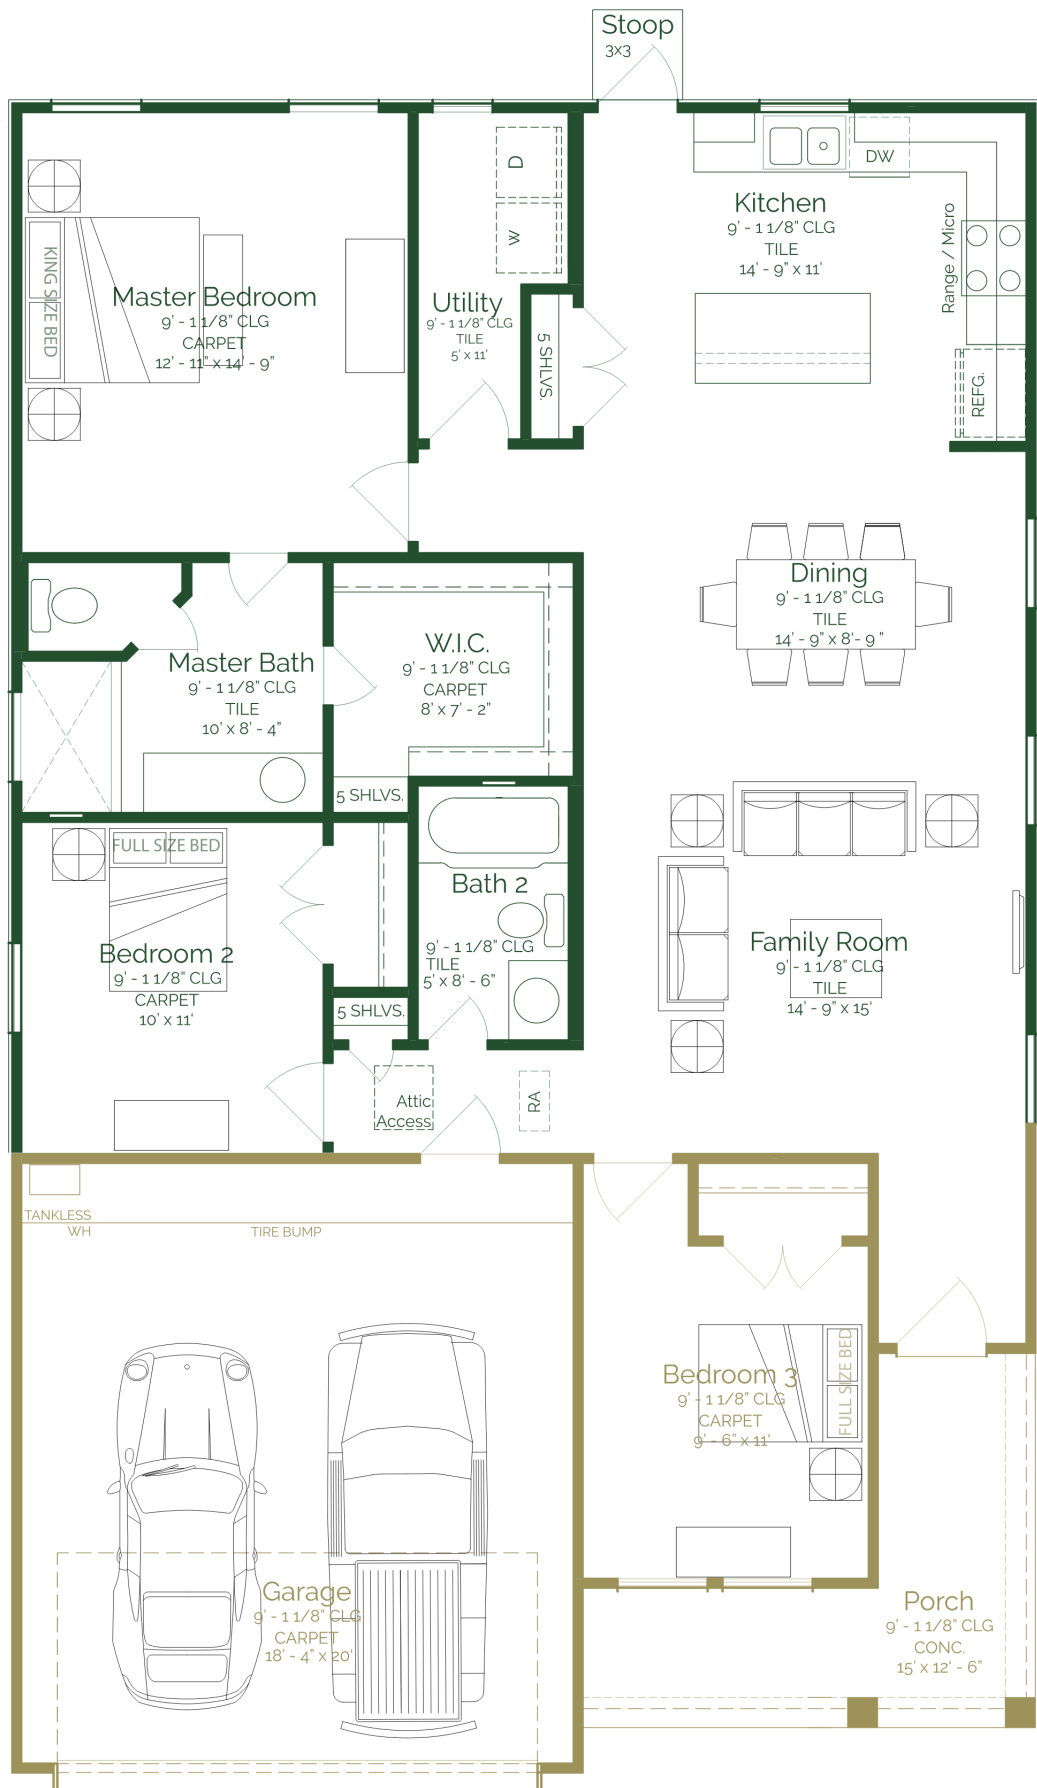 Stoop
3x3
D
W
DW
Kitchen
9' - 1 1/8” CLG
TILE
14' - 9” x 11'
Range / Micro
REFG.
KING SIZE BED
Master Bedroom
9' - 1 1/8” CLG
CARPET
12' - 11” x 14' - 9”
Utility
9' - 1 1/8” CLG
TILE
5' x 11'
5 SHLVS.
Dining
9' - 1 1/8” CLG
TILE
14' - 9” x 8'- 9 ”
Master Bath
9' - 1 1/8” CLG
TILE
10' x 8' - 4”
W.I.C.
9' - 1 1/8” CLG
CARPET
8' x 7' - 2”
5 SHLVS.
FULL SIZE BED
Bedroom 2
9' - 1 1/8” CLG
CARPET
10' x 11'
Bath 2
9' - 1 1/8” CLG
TILE
5' x 8' - 6”
Family Room
9' - 1 1/8” CLG
TILE
14' - 9” x 15'
5 SHLVS.
Attic
Access
RA
TANKLESS
WH
TIRE BUMP
Bedroom 3
9' - 1 1/8” CLG
CARPET
9' - 6” x 11'
FULL SIZE BED
Garage
9' - 1 1/8” CLG
CARPET
18' - 4” x 20'
Porch
9' - 1 1/8” CLG
CONC.
15' x 12' - 6”